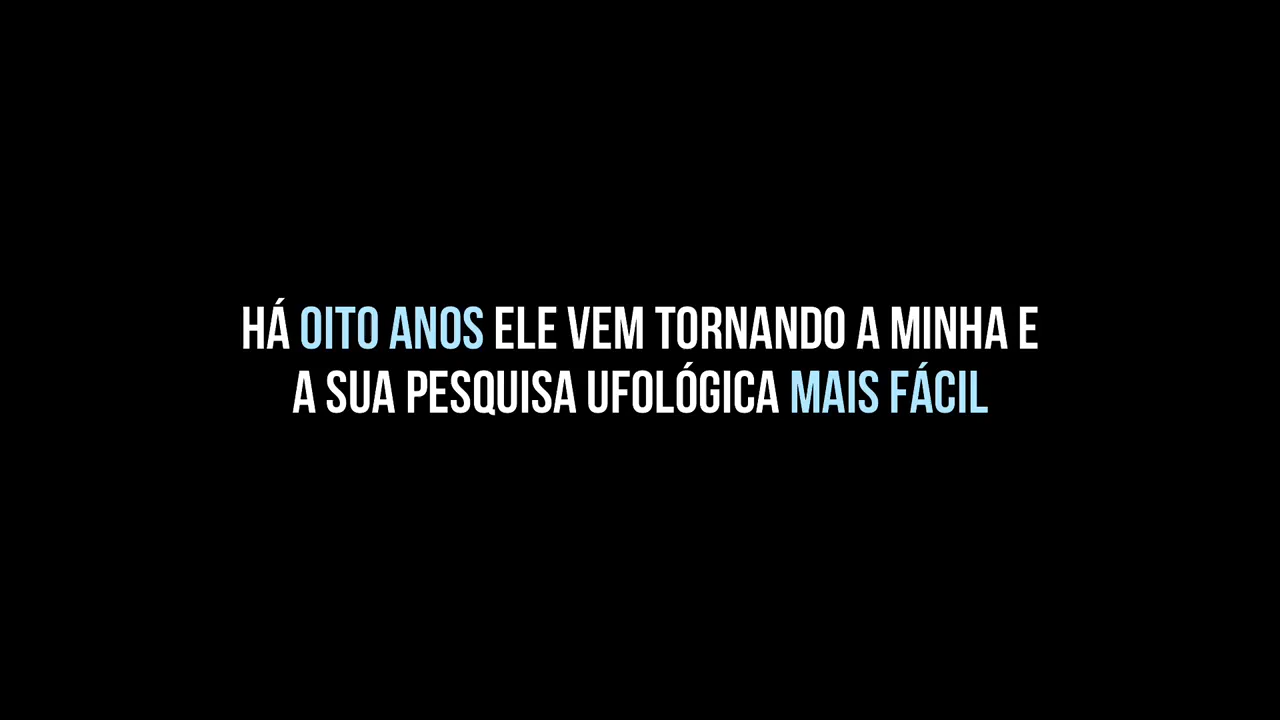 HÁ OITO ANOS ELE VEM TORNANDO A MINHA E
A SUA PESQUISA UFOLÓGICA MAIS FÁCIL